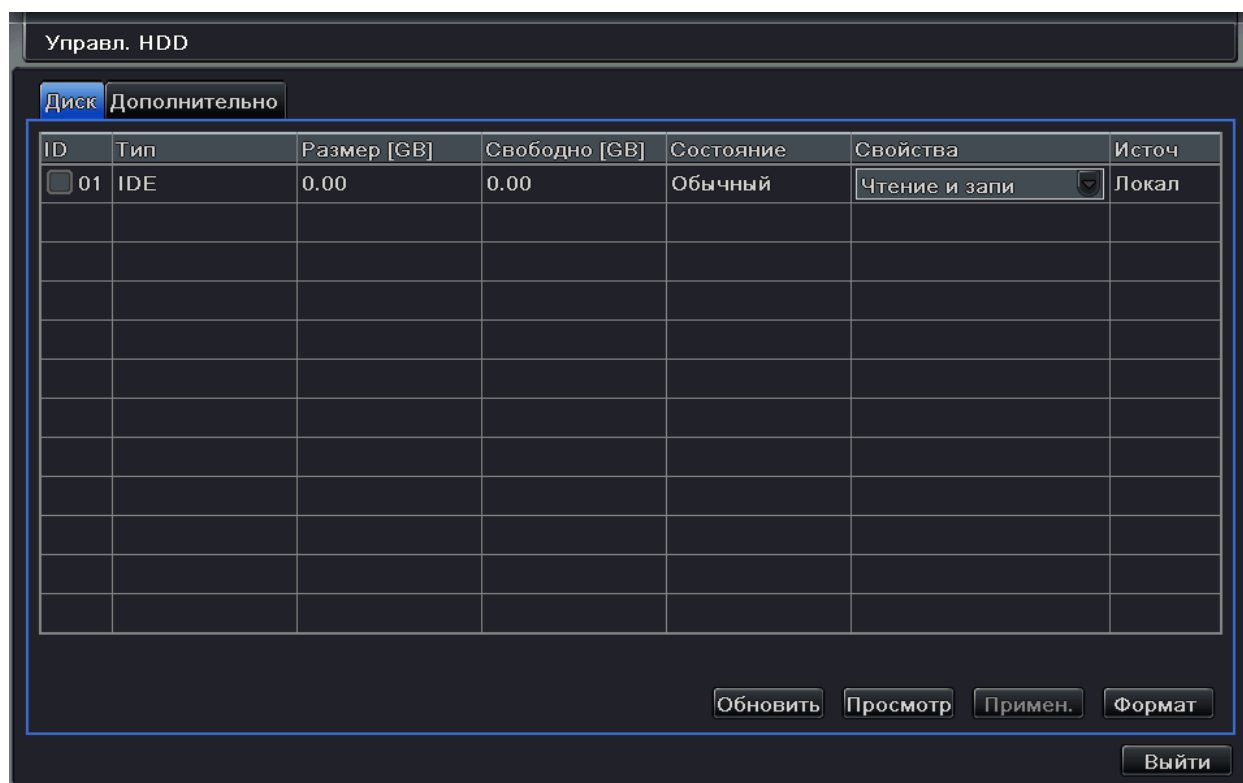 Управл. HDD
Диск Дополнительно
ID Тип Размер [GB] Свободно [GB] Состояние Свойства Источ
01 IDE 0.00 0.00 Обычный Чтение и запи Локал
Обновить Просмотр Примен. Формат
Выйти